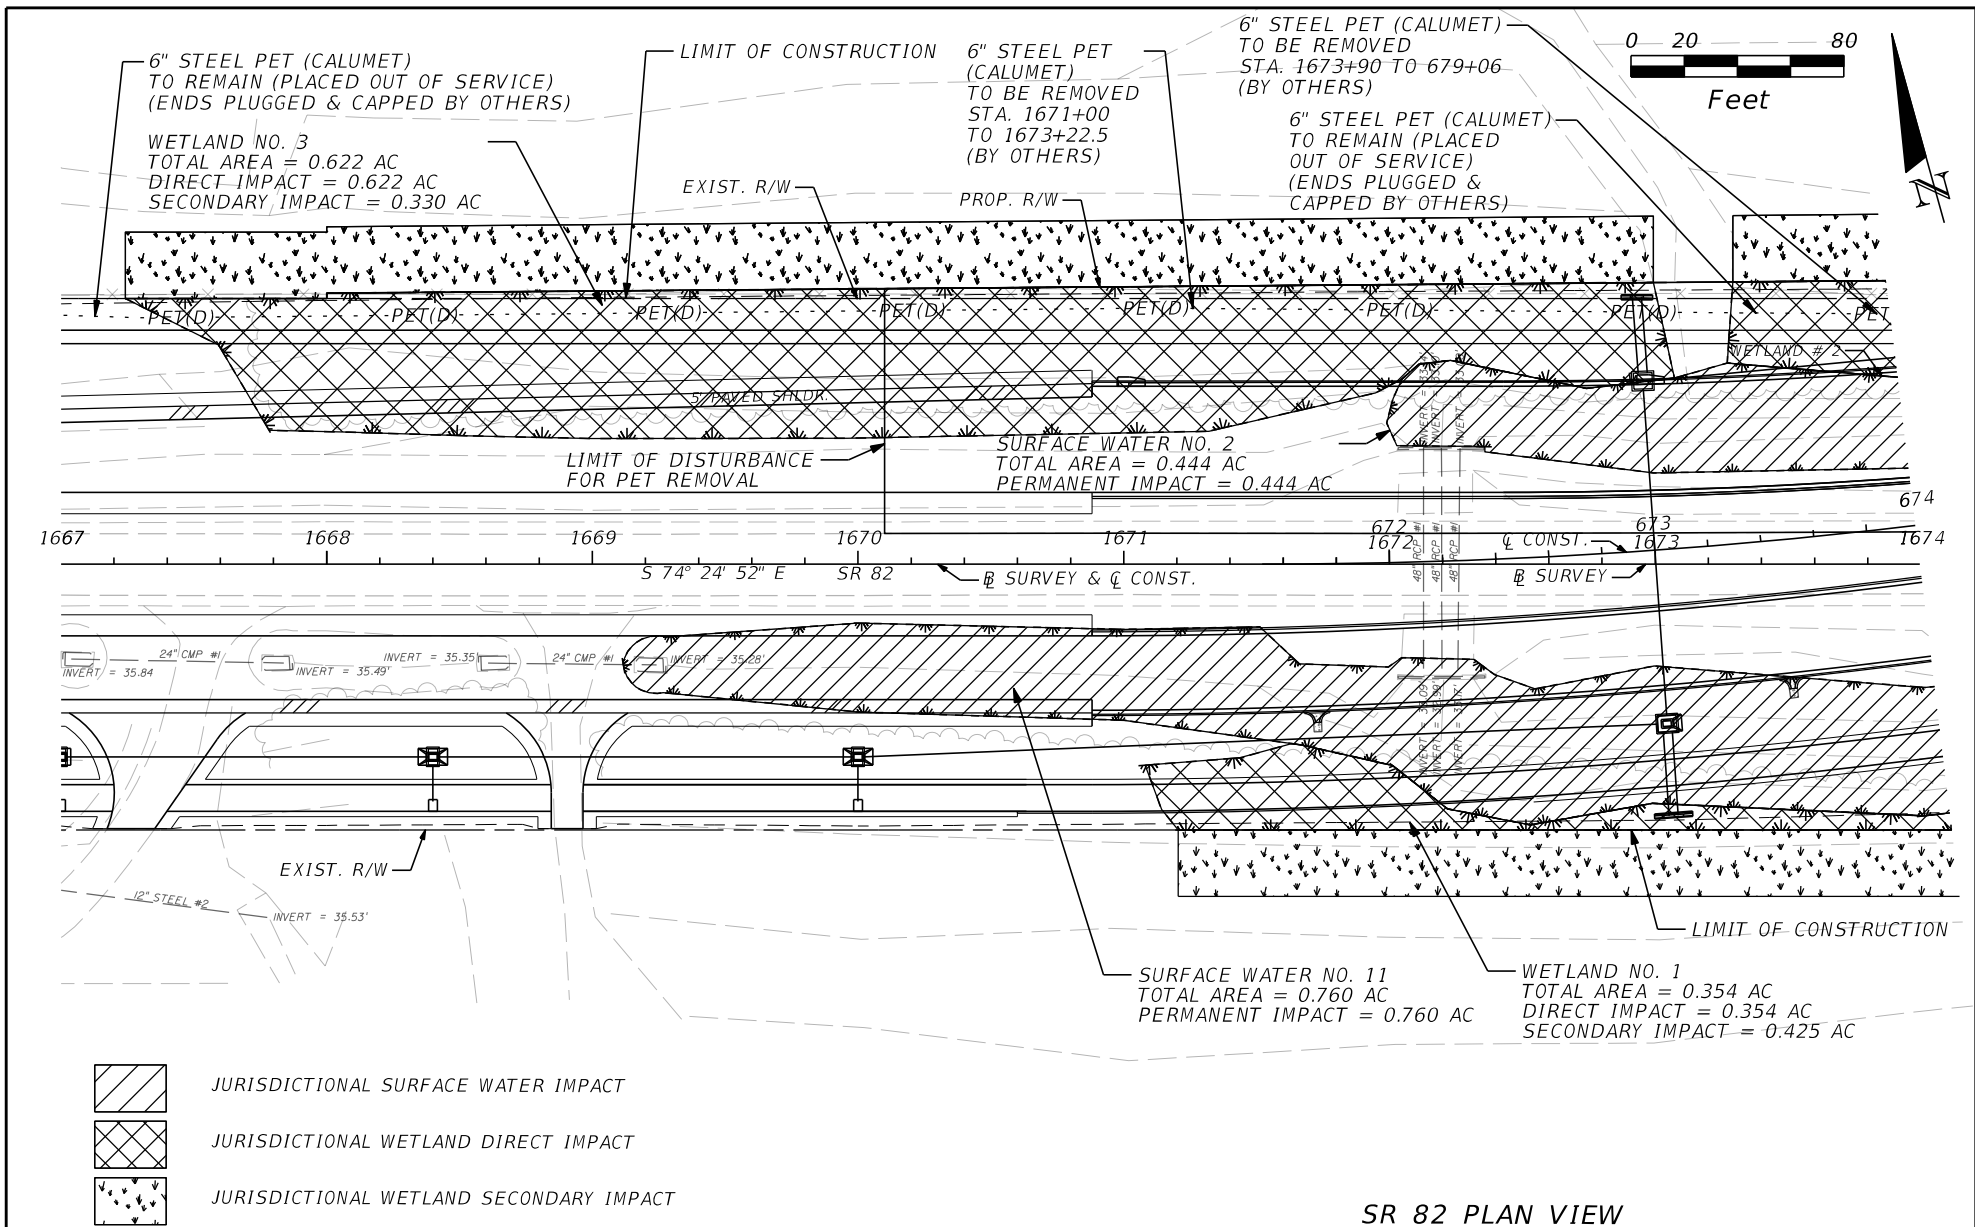 6" STEEL PET (CALUMET)
TO REMAIN (PLACED OUT OF SERVICE)
(ENDS PLUGGED & CAPPED BY OTHERS)
WETLAND NO. 3
TOTAL AREA = 0.622 AC
DIRECT IMPACT = 0.622 AC
SECONDARY IMPACT = 0.330 AC
LIMIT OF CONSTRUCTION
EXIST. R/W
6" STEEL PET
(CALUMET)
TO BE REMOVED
STA. 1671+00
TO 1673+22.5
(BY OTHERS)
PROP. R/W
6" STEEL PET (CALUMET)
TO BE REMOVED
STA. 1673+90 TO 679+06
(BY OTHERS)
6" STEEL PET (CALUMET)
TO REMAIN (PLACED
OUT OF SERVICE)
(ENDS PLUGGED &
CAPPED BY OTHERS)
0 20 80
Feet
N
PET(D) PET(D) PET(D) PET(D) PET(D) PET(D) PET(D) PET
WETLAND # 2
5' PAVED SHLDR.
LIMIT OF DISTURBANCE
FOR PET REMOVAL
SURFACE WATER NO. 2
TOTAL AREA = 0.444 AC
PERMANENT IMPACT = 0.444 AC
672 673 674
1667 1668 1669 1670 1671 1672 1673 1674
48" RCP #1
48" RCP #1
48" RCP #1
℄ CONST.
S 74° 24' 52" E SR 82
BL SURVEY & ℄ CONST.
BL SURVEY
24" CMP #1
INVERT = 35.84
INVERT = 35.49'
INVERT = 35.35'
24" CMP #1
INVERT = 35.28'
EXIST. R/W
12" STEEL #2
INVERT = 35.53'
LIMIT OF CONSTRUCTION
SURFACE WATER NO. 11
TOTAL AREA = 0.760 AC
PERMANENT IMPACT = 0.760 AC
WETLAND NO. 1
TOTAL AREA = 0.354 AC
DIRECT IMPACT = 0.354 AC
SECONDARY IMPACT = 0.425 AC
JURISDICTIONAL SURFACE WATER IMPACT
JURISDICTIONAL WETLAND DIRECT IMPACT
JURISDICTIONAL WETLAND SECONDARY IMPACT
SR 82 PLAN VIEW